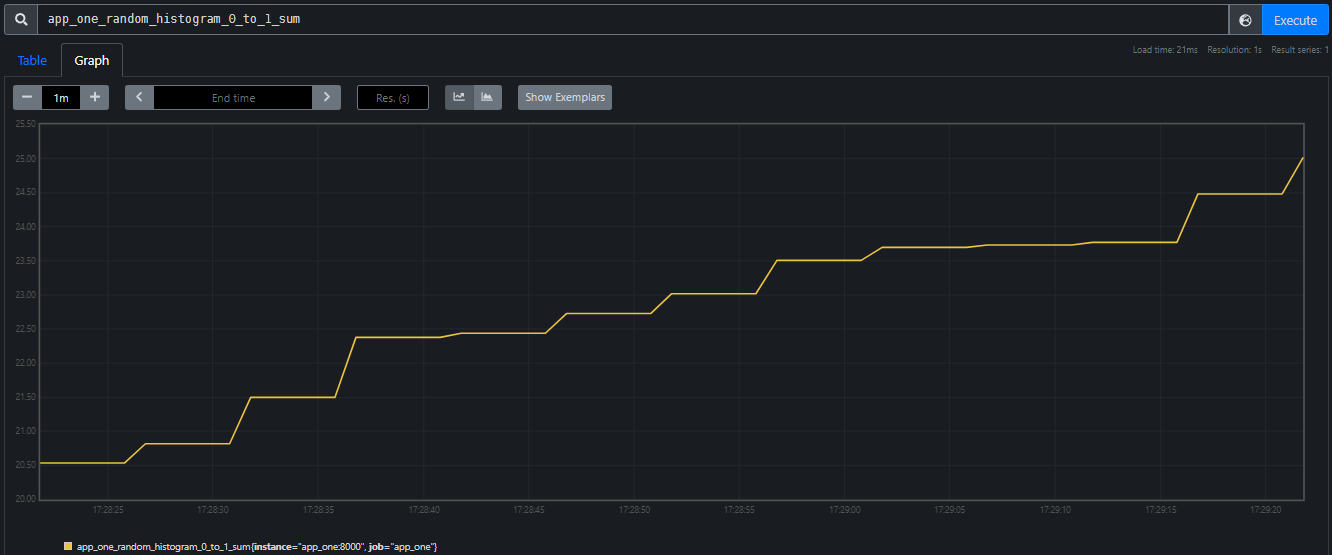 app_one_random_histogram_0_to_1_sum
Execute
Load time: 21ms Resolution: 1s Result series: 1
Table Graph
1m End time Res. (s) Show Exemplars
25.50
25.00
24.50
24.00
23.50
23.00
22.50
22.00
21.50
21.00
20.50
20.00
17:28:25 17:28:30 17:28:35 17:28:40 17:28:45 17:28:50 17:28:55 17:29:00 17:29:05 17:29:10 17:29:15 17:29:20
app_one_random_histogram_0_to_1_sum{instance="app_one:8000", job="app_one"}